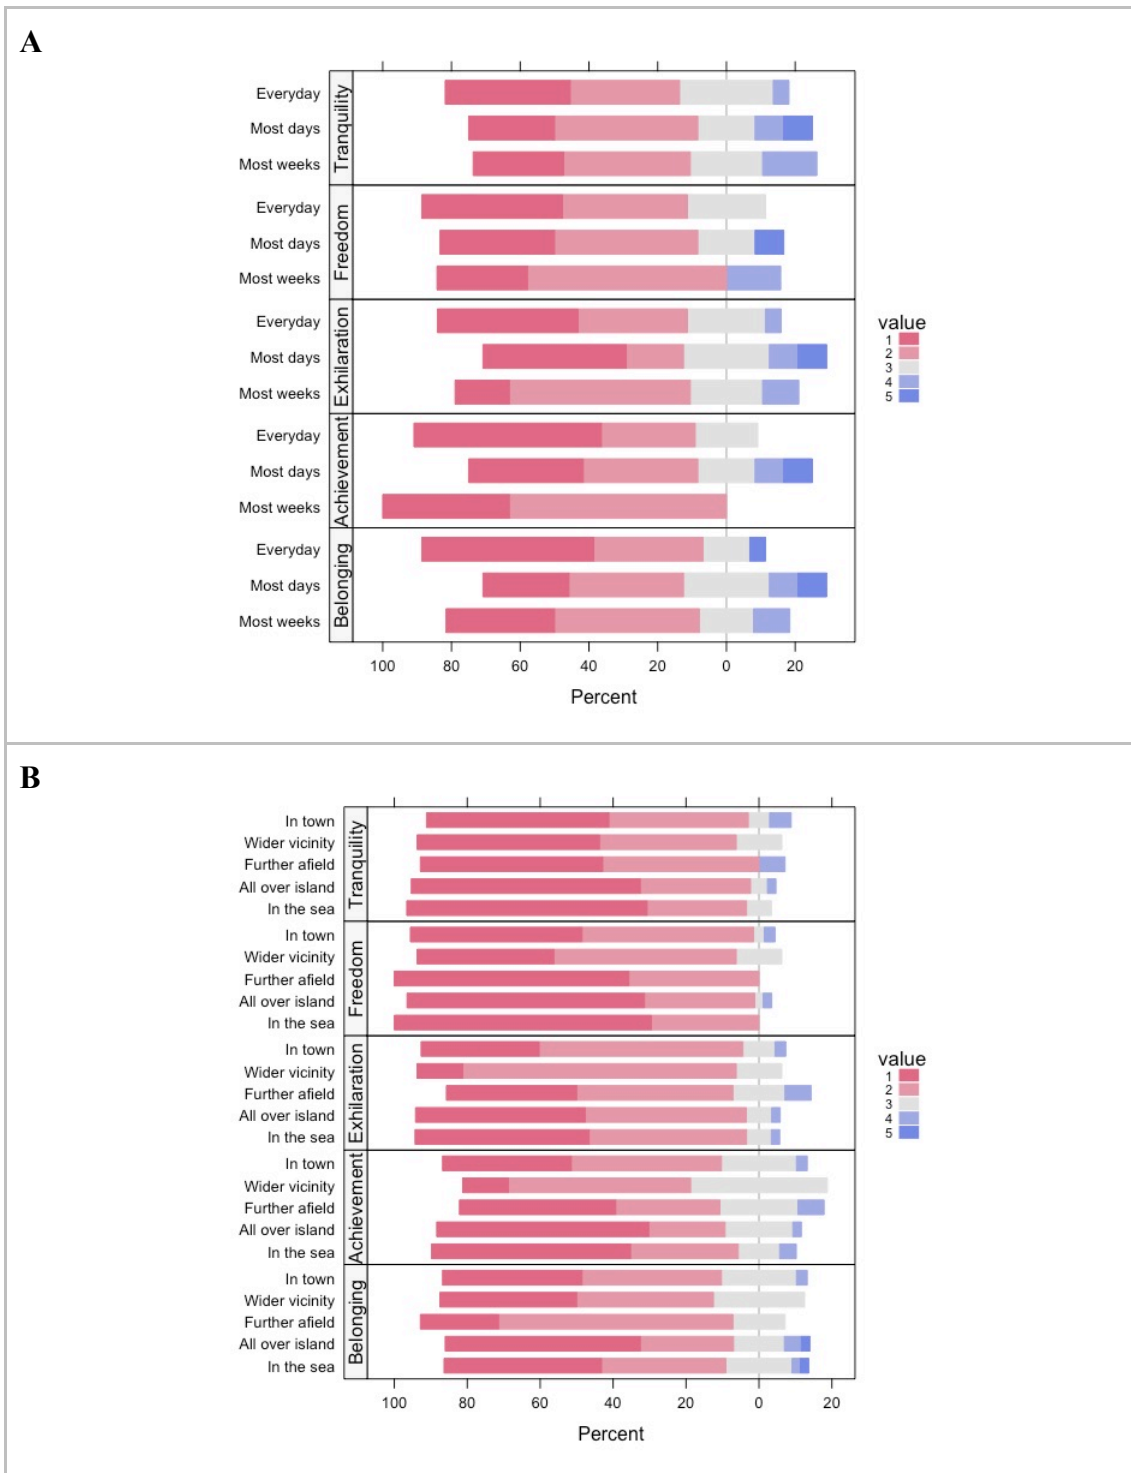 A
Tranquility
Everyday
Most days
Most weeks
Freedom
Everyday
Most days
Most weeks
Exhilaration
Everyday
Most days
Most weeks
Achievement
Everyday
Most days
Most weeks
Belonging
Everyday
Most days
Most weeks
100 80 60 40 20 0 20
Percent
value
1
2
3
4
5
B
Tranquility
In town
Wider vicinity
Further afield
All over island
In the sea
Freedom
In town
Wider vicinity
Further afield
All over island
In the sea
Exhilaration
In town
Wider vicinity
Further afield
All over island
In the sea
Achievement
In town
Wider vicinity
Further afield
All over island
In the sea
Belonging
In town
Wider vicinity
Further afield
All over island
In the sea
100 80 60 40 20 0 20
Percent
value
1
2
3
4
5